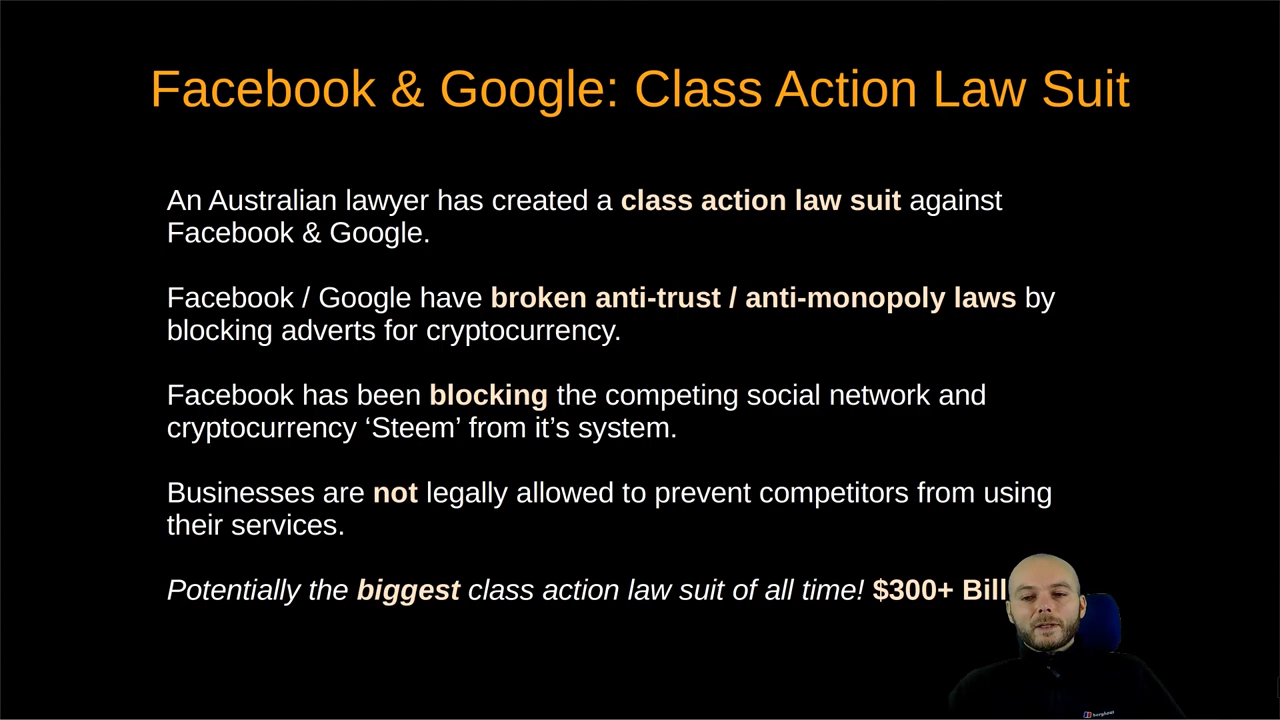 Facebook & Google: Class Action Law Suit
An Australian lawyer has created a class action law suit against
Facebook & Google.
Facebook / Google have broken anti-trust / anti-monopoly laws by
blocking adverts for cryptocurrency.
Facebook has been blocking the competing social network and
cryptocurrency ‘Steem’ from it’s system.
Businesses are not legally allowed to prevent competitors from using
their services.
Potentially the biggest class action law suit of all time! $300+ Bill
berghaus